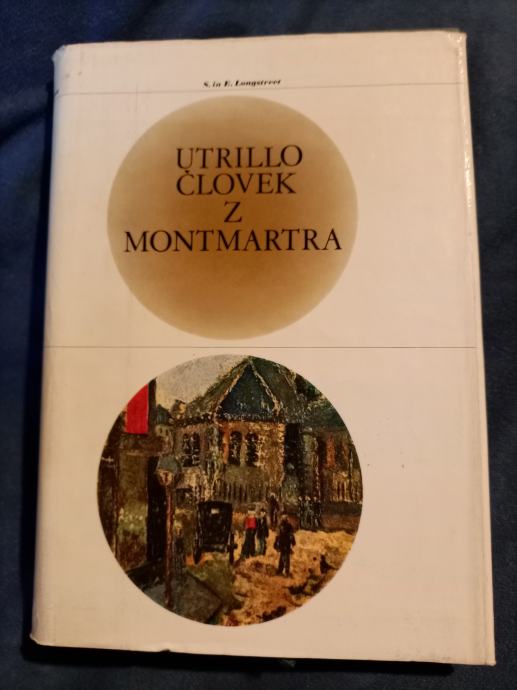 S. in E. Longstreet
UTRILLO
ČLOVEK
Z
MONTMARTRA